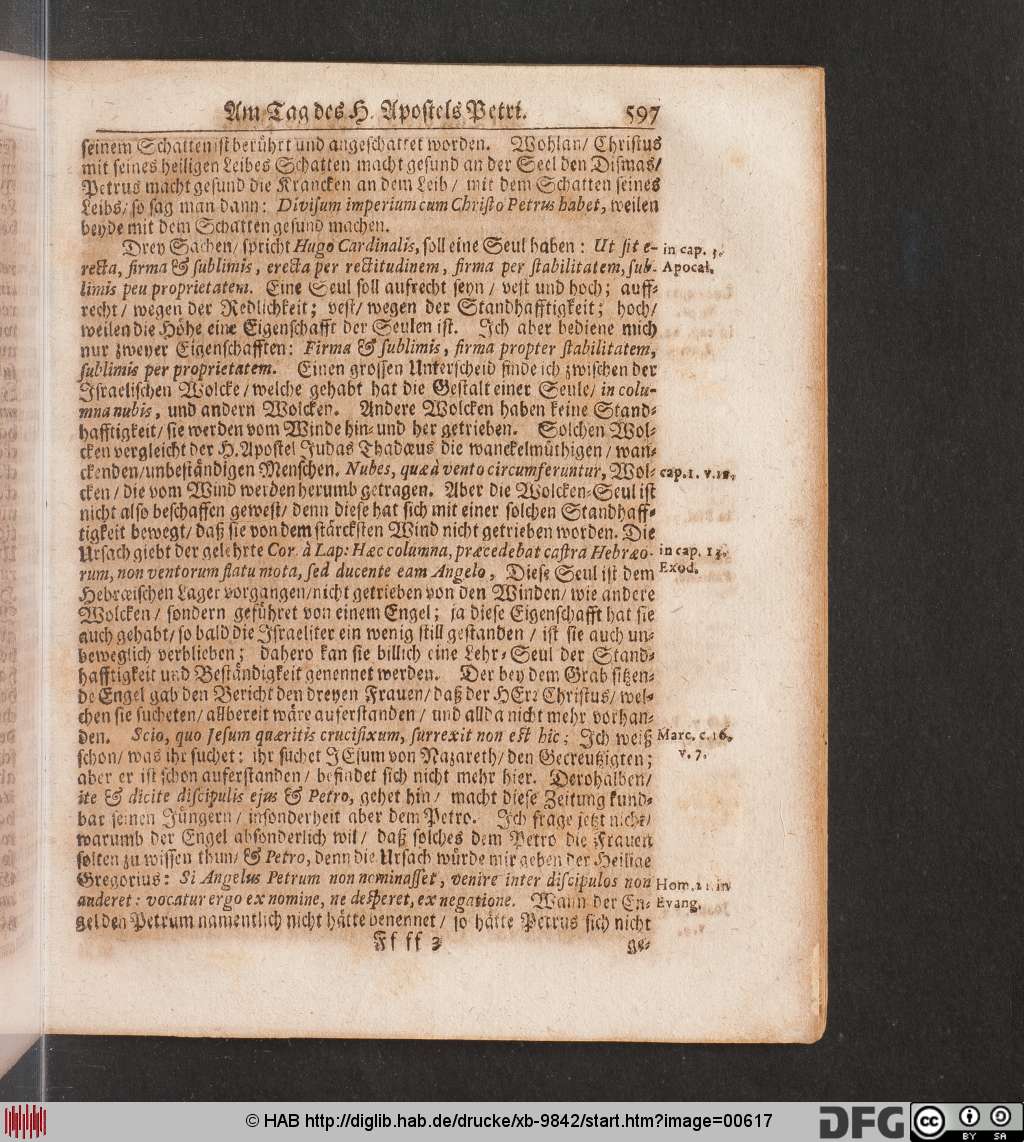 Am Tag des H. Apostels Petri. 597
seinem Schatten ist berührt und angeschattet worden. Wohlan/ Christus
mit seines heiligen Leibes Schatten macht gesund an der Seel den Dismas/
Petrus macht gesund die Krancken an dem Leib/ mit dem Schatten seines
Leibs/ so sag man dann: Divisum imperium cum Christo Petrus habet, weilen
beyde mit dem Schatten gesund machen.
Drey Sachen/ spricht Hugo Cardinalis, soll eine Seul haben: Ut sit e- in cap. 3.
recta, firma & sublimis, erecta per rectitudinem, firma per stabilitatem, sub- Apocal.
limis peu proprietatem. Eine Seul soll aufrecht seyn/ vest und hoch; auff-
recht/ wegen der Redlichkeit; vest/ wegen der Standhafftigkeit; hoch/
weilen die Höhe eine Eigenschafft der Seulen ist. Ich aber bediene mich
nur zweyer Eigenschafften: Firma & sublimis, firma propter stabilitatem,
sublimis per proprietatem. Einen grossen Unterscheid finde ich zwischen der
Israelischen Wolcke/ welche gehabt hat die Gestalt einer Seule/ in colu-
mna nubis, und andern Wolcken. Andere Wolcken haben keine Stand-
hafftigkeit/ sie werden vom Winde hin- und her getrieben. Solchen Wol-
cken vergleicht der H. Apostel Judas Thadæus die wanckelmüthigen/ wan-
ckenden/ unbeständigen Menschen. Nubes, quæ à vento circumferuntur, Wol- cap. 1. v. 12.
cken/ die vom Wind werden herumb getragen. Aber die Wolcken-Seul ist
nicht also beschaffen gewest/ denn diese hat sich mit einer solchen Standhaff-
tigkeit bewegt/ daß sie von dem stärcksten Wind nicht getrieben worden. Die
Ursach giebt der gelehrte Cor. à Lap: Hæc columna, præcedebat castra Hebræo- in cap. 13.
rum, non ventorum flatu mota, sed ducente eam Angelo, Diese Seul ist dem Exod.
Hebræischen Lager vorgangen/ nicht getrieben von den Winden/ wie andere
Wolcken/ sondern geführet von einem Engel; ja diese Eigenschafft hat sie
auch gehabt/ so bald die Israeliter ein wenig still gestanden/ ist sie auch un-
beweglich verblieben; dahero kan sie billich eine Lehr-Seul der Stand-
hafftigkeit und Beständigkeit genennet werden. Der bey dem Grab sitzen-
de Engel gab den Bericht den dreyen Frauen/ daß der HErr Christus/ wel-
chen sie sucheten/ allbereit wäre auferstanden/ und allda nicht mehr vorhan-
den. Scio, quo Jesum quæritis crucifixum, surrexit non est hic; Ich weiß Marc. c. 16.
schon/ was ihr suchet: ihr suchet JEsum von Nazareth/ den Gecreutzigten; v. 7.
aber er ist schon auferstanden/ befindet sich nicht mehr hier. Derohalben/
ite & dicite discipulis ejus & Petro, gehet hin/ macht diese Zeitung kund-
bar seinen Jüngern/ insonderheit aber dem Petro. Ich frage jetzt nicht/
warumb der Engel absonderlich wil/ daß solches dem Petro die Frauen
solten zu wissen thun/ & Petro, denn die Ursach würde mir geben der Heilige
Gregorius: Si Angelus Petrum non nominasset, venire inter discipulos non Hom. 21. in
anderet: vocatur ergo ex nomine, ne desperet, ex negatione. Wann der En- Evang.
gel den Petrum namentlich nicht hätte benennet/ so hätte Petrus sich nicht
Ff ff 3 ge-
© HAB http://diglib.hab.de/drucke/xb-9842/start.htm?image=00617
DFG cc BY SA